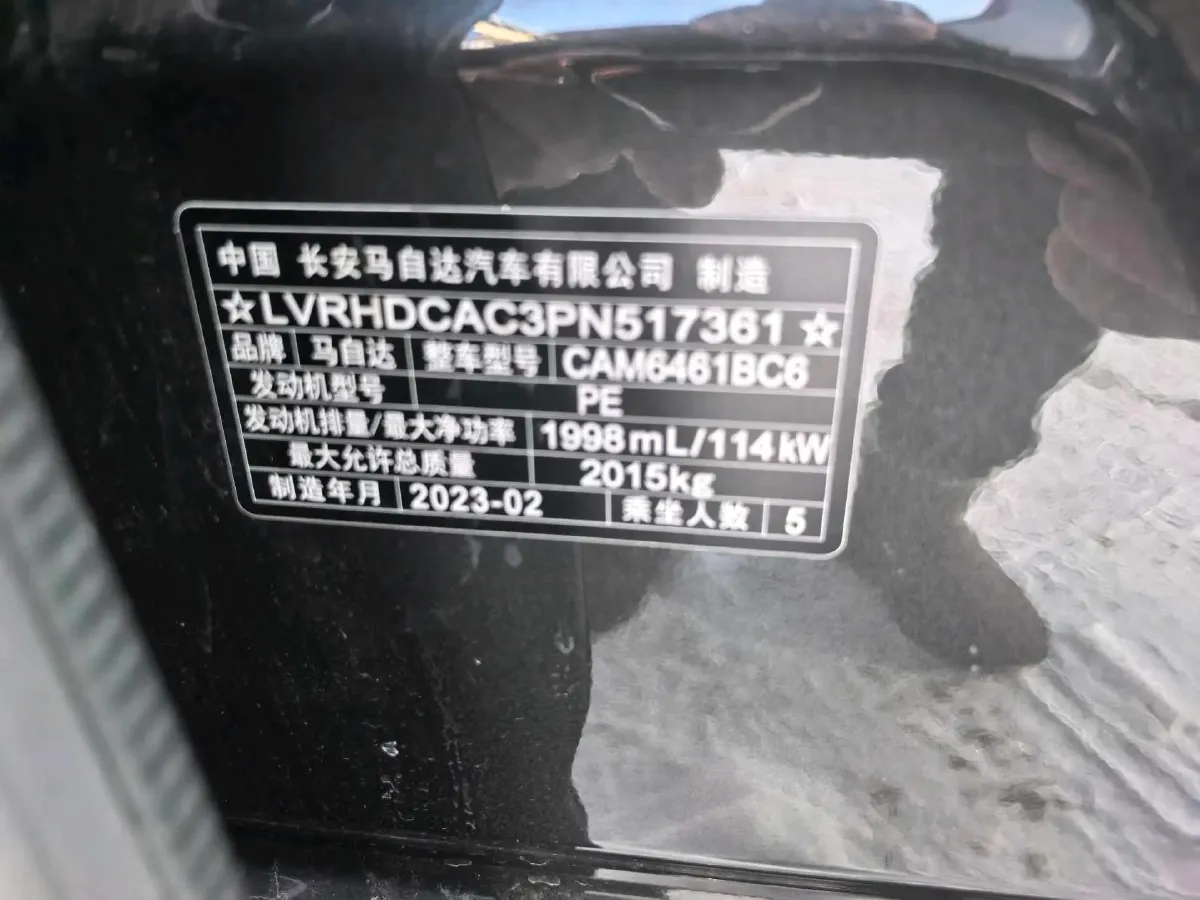 中国 长安马自达汽车有限公司 制造
☆LVRHDCAC3PN517361☆
品牌 马自达 整车型号 CAM6461BC6
发动机型号 PE
发动机排量/最大净功率 1998mL/114kW
最大允许总质量 2015kg
制造年月 2023-02 乘坐人数 5